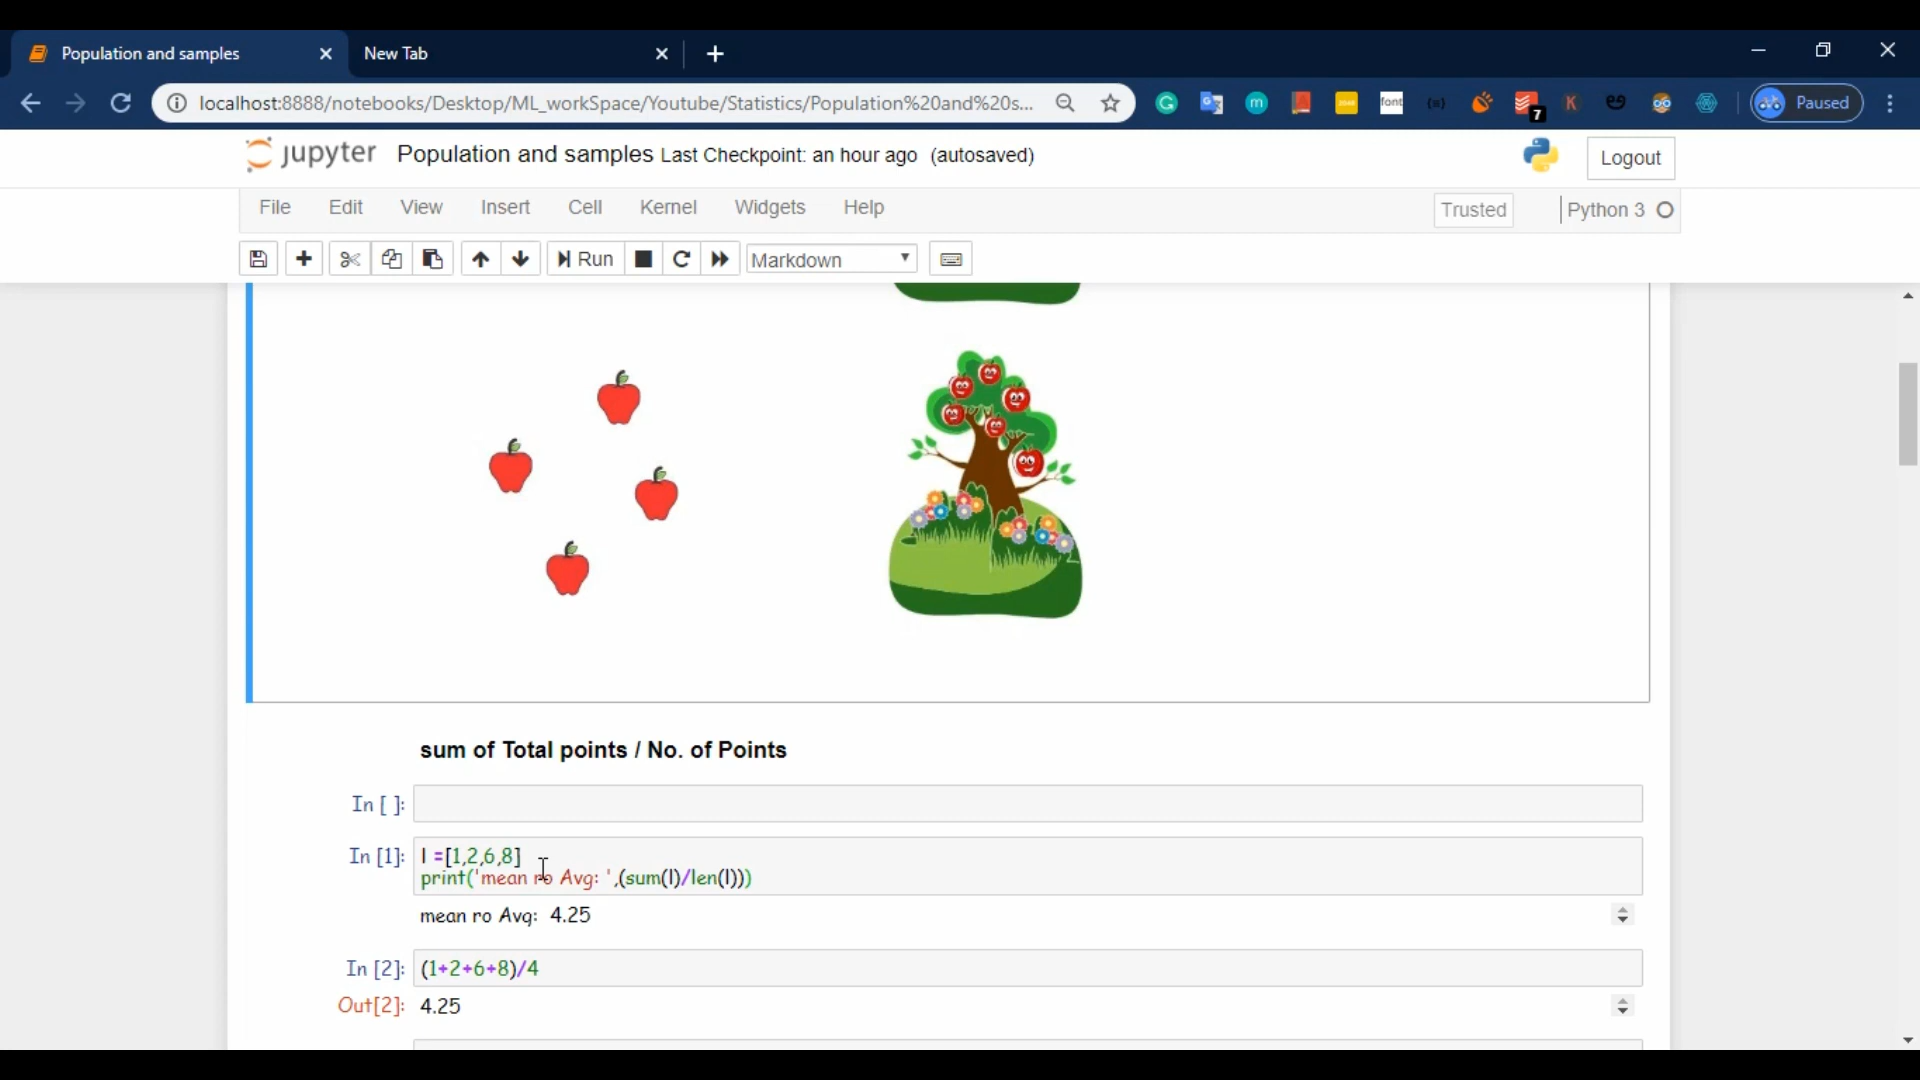 Population and samples
New Tab
localhost:8888/notebooks/Desktop/ML_workSpace/Youtube/Statistics/Population%20and%20s...
font
7
K
Paused
jupyter Population and samples Last Checkpoint: an hour ago (autosaved)
Logout
File Edit View Insert Cell Kernel Widgets Help
Trusted
Python 3
Run
Markdown
sum of Total points / No. of Points
In [ ]:
In [1]: l =[1,2,6,8]
print('mean ro Avg: ',(sum(l)/len(l)))
mean ro Avg: 4.25
In [2]: (1+2+6+8)/4
Out[2]: 4.25